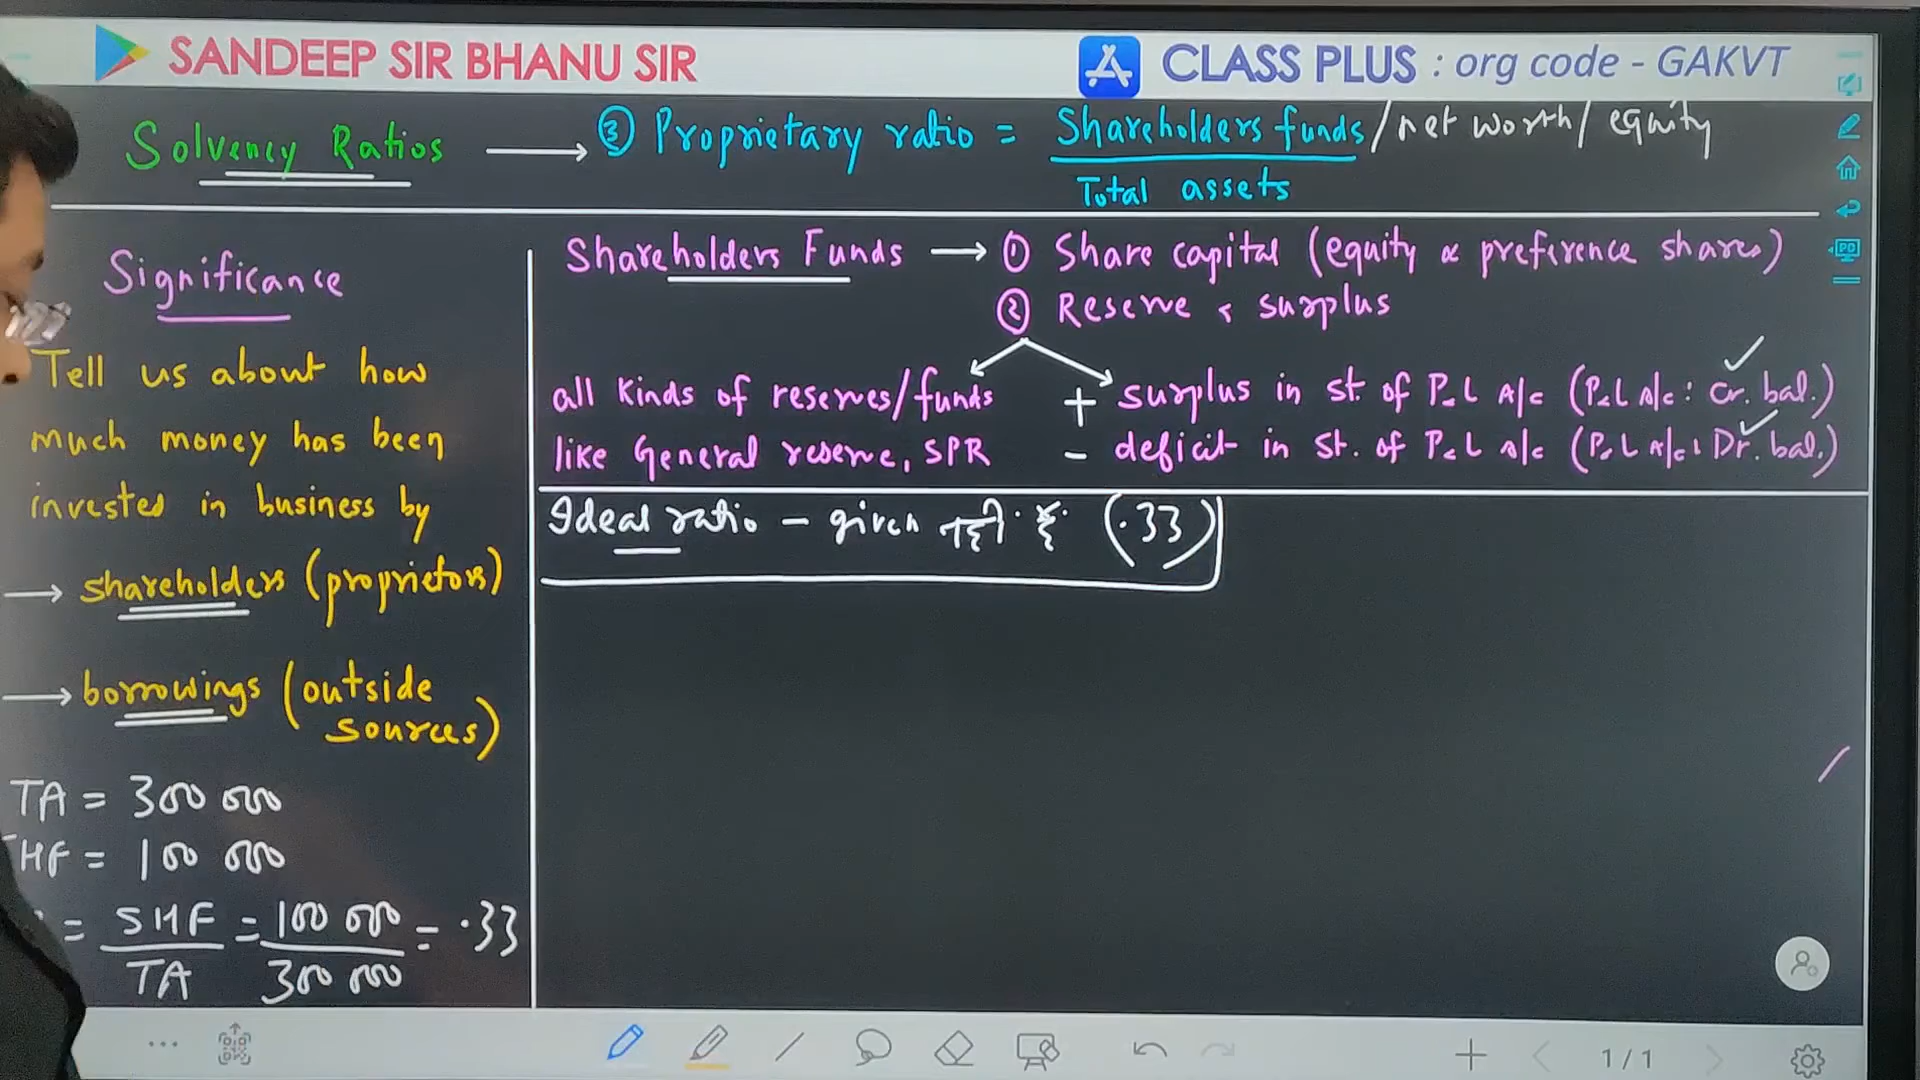 SANDEEP SIR BHANU SIR
CLASS PLUS : org code - GAKVT
Solvency Ratios → ③ Proprietary ratio = Shareholders funds / net worth / equity
Total assets
Significance
Tell us about how
much money has been
invested in business by
→ shareholders (proprietors)
→ borrowings (outside
sources)
TA = 300 000
HF = 100 000
= SHF = 100 000 = .33
TA 300 000
Shareholders Funds → ① Share capital (equity & preference shares)
② Reserve & surplus
all kinds of reserves/funds + surplus in st. of P&L A/c (P&L A/c : Cr. bal.)
like General reserve, SPR - deficit in st. of P&L A/c (P&L A/c : Dr. bal.)
Ideal ratio - given नहीं है (.33)
PD
1 / 1